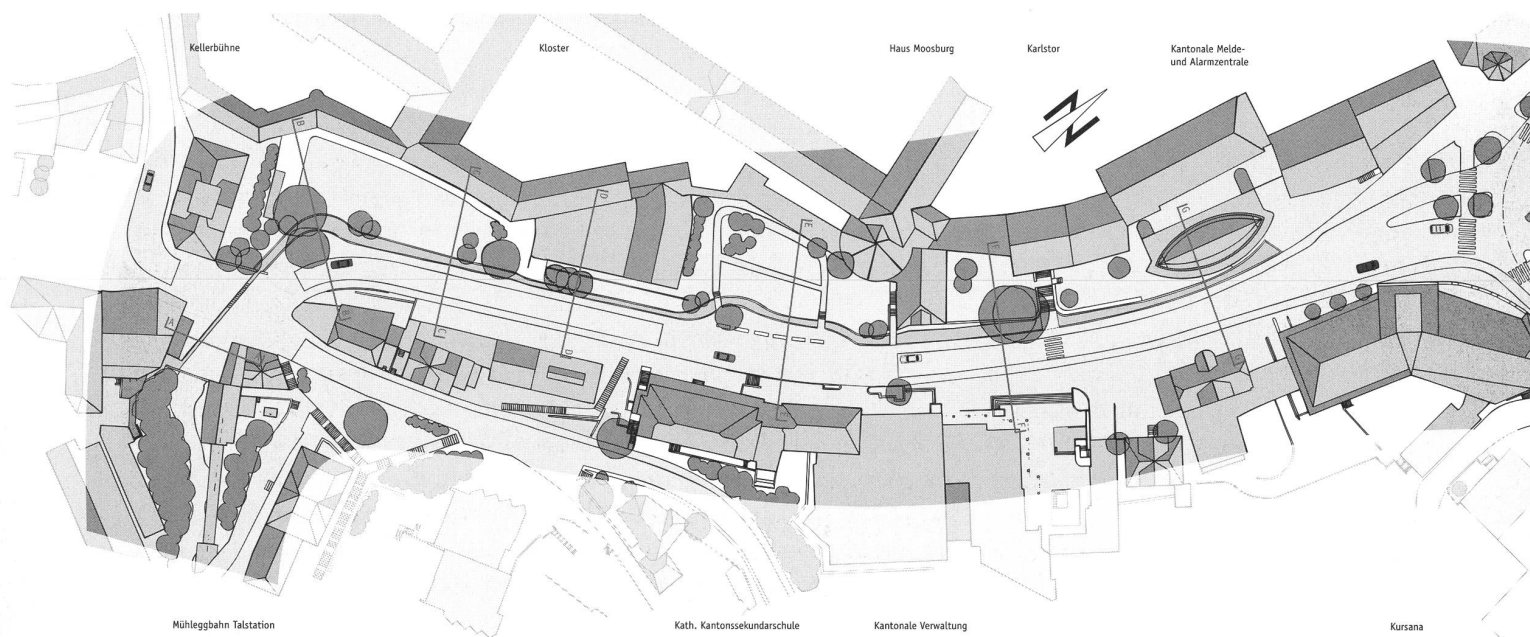 Kellerbühne
Kloster
Haus Moosburg
Karlstor
Kantonale Melde-
und Alarmzentrale
B
C
D
E
F
G
A
B
C
D
E
F
G
Mühleggbahn Talstation
Kath. Kantonssekundarschule
Kantonale Verwaltung
Kursana